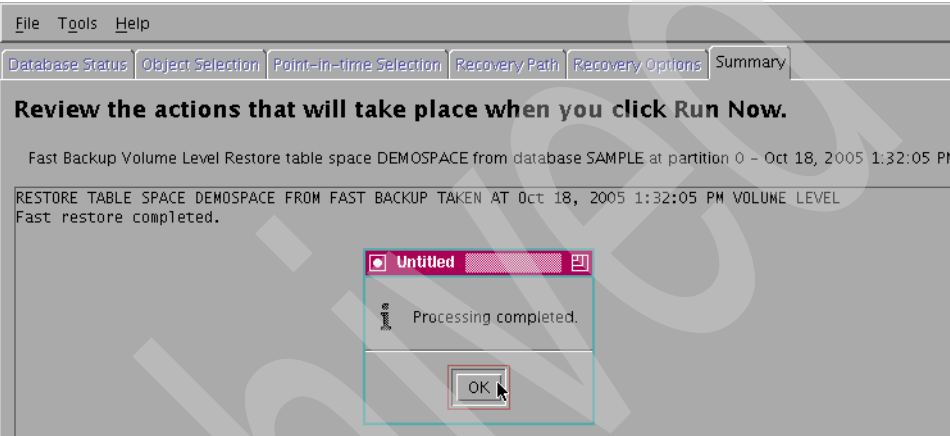 File Tools Help
Database Status Object Selection Point-in-time Selection Recovery Path Recovery Options Summary
Review the actions that will take place when you click Run Now.
Fast Backup Volume Level Restore table space DEMOSPACE from database SAMPLE at partition 0 - Oct 18, 2005 1:32:05 PM
RESTORE TABLE SPACE DEMOSPACE FROM FAST BACKUP TAKEN AT Oct 18, 2005 1:32:05 PM VOLUME LEVEL
Fast restore completed.
Untitled
Processing completed.
OK
hived